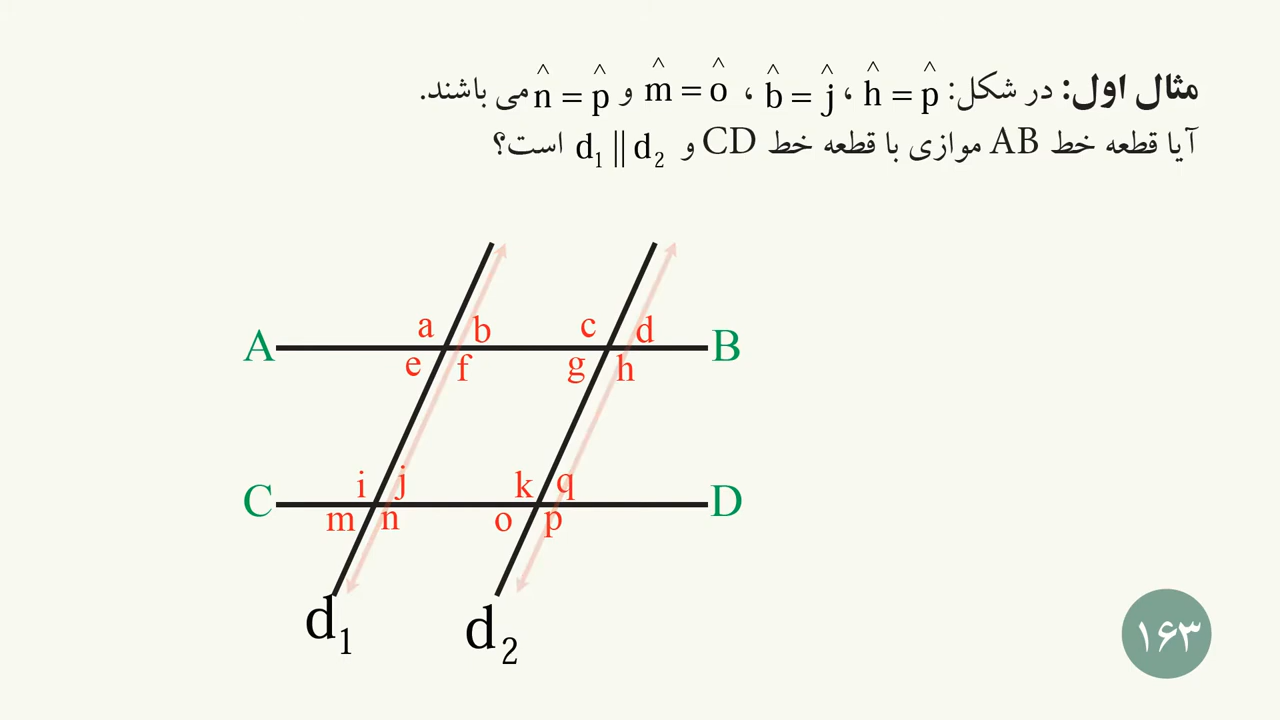 مثال اول: در شکل: ĥ = p̂ ، b̂ = ĵ ، m̂ = ô و n̂ = p̂ می باشند.
آیا قطعه خط AB موازی با قطعه خط CD و d₁ || d₂ است؟
a b c d
A B
e f g h
i j k q
C D
m n o p
d₁ d₂
۱۶۳